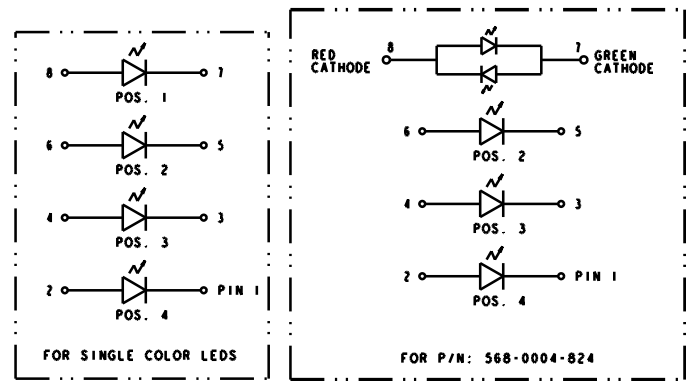 8 7
POS. 1
6 5
POS. 2
4 3
POS. 3
2 PIN 1
POS. 4
FOR SINGLE COLOR LEDS
RED
CATHODE
8 7
GREEN
CATHODE
6 5
POS. 2
4 3
POS. 3
2 PIN 1
POS. 4
FOR P/N: 568-0004-824